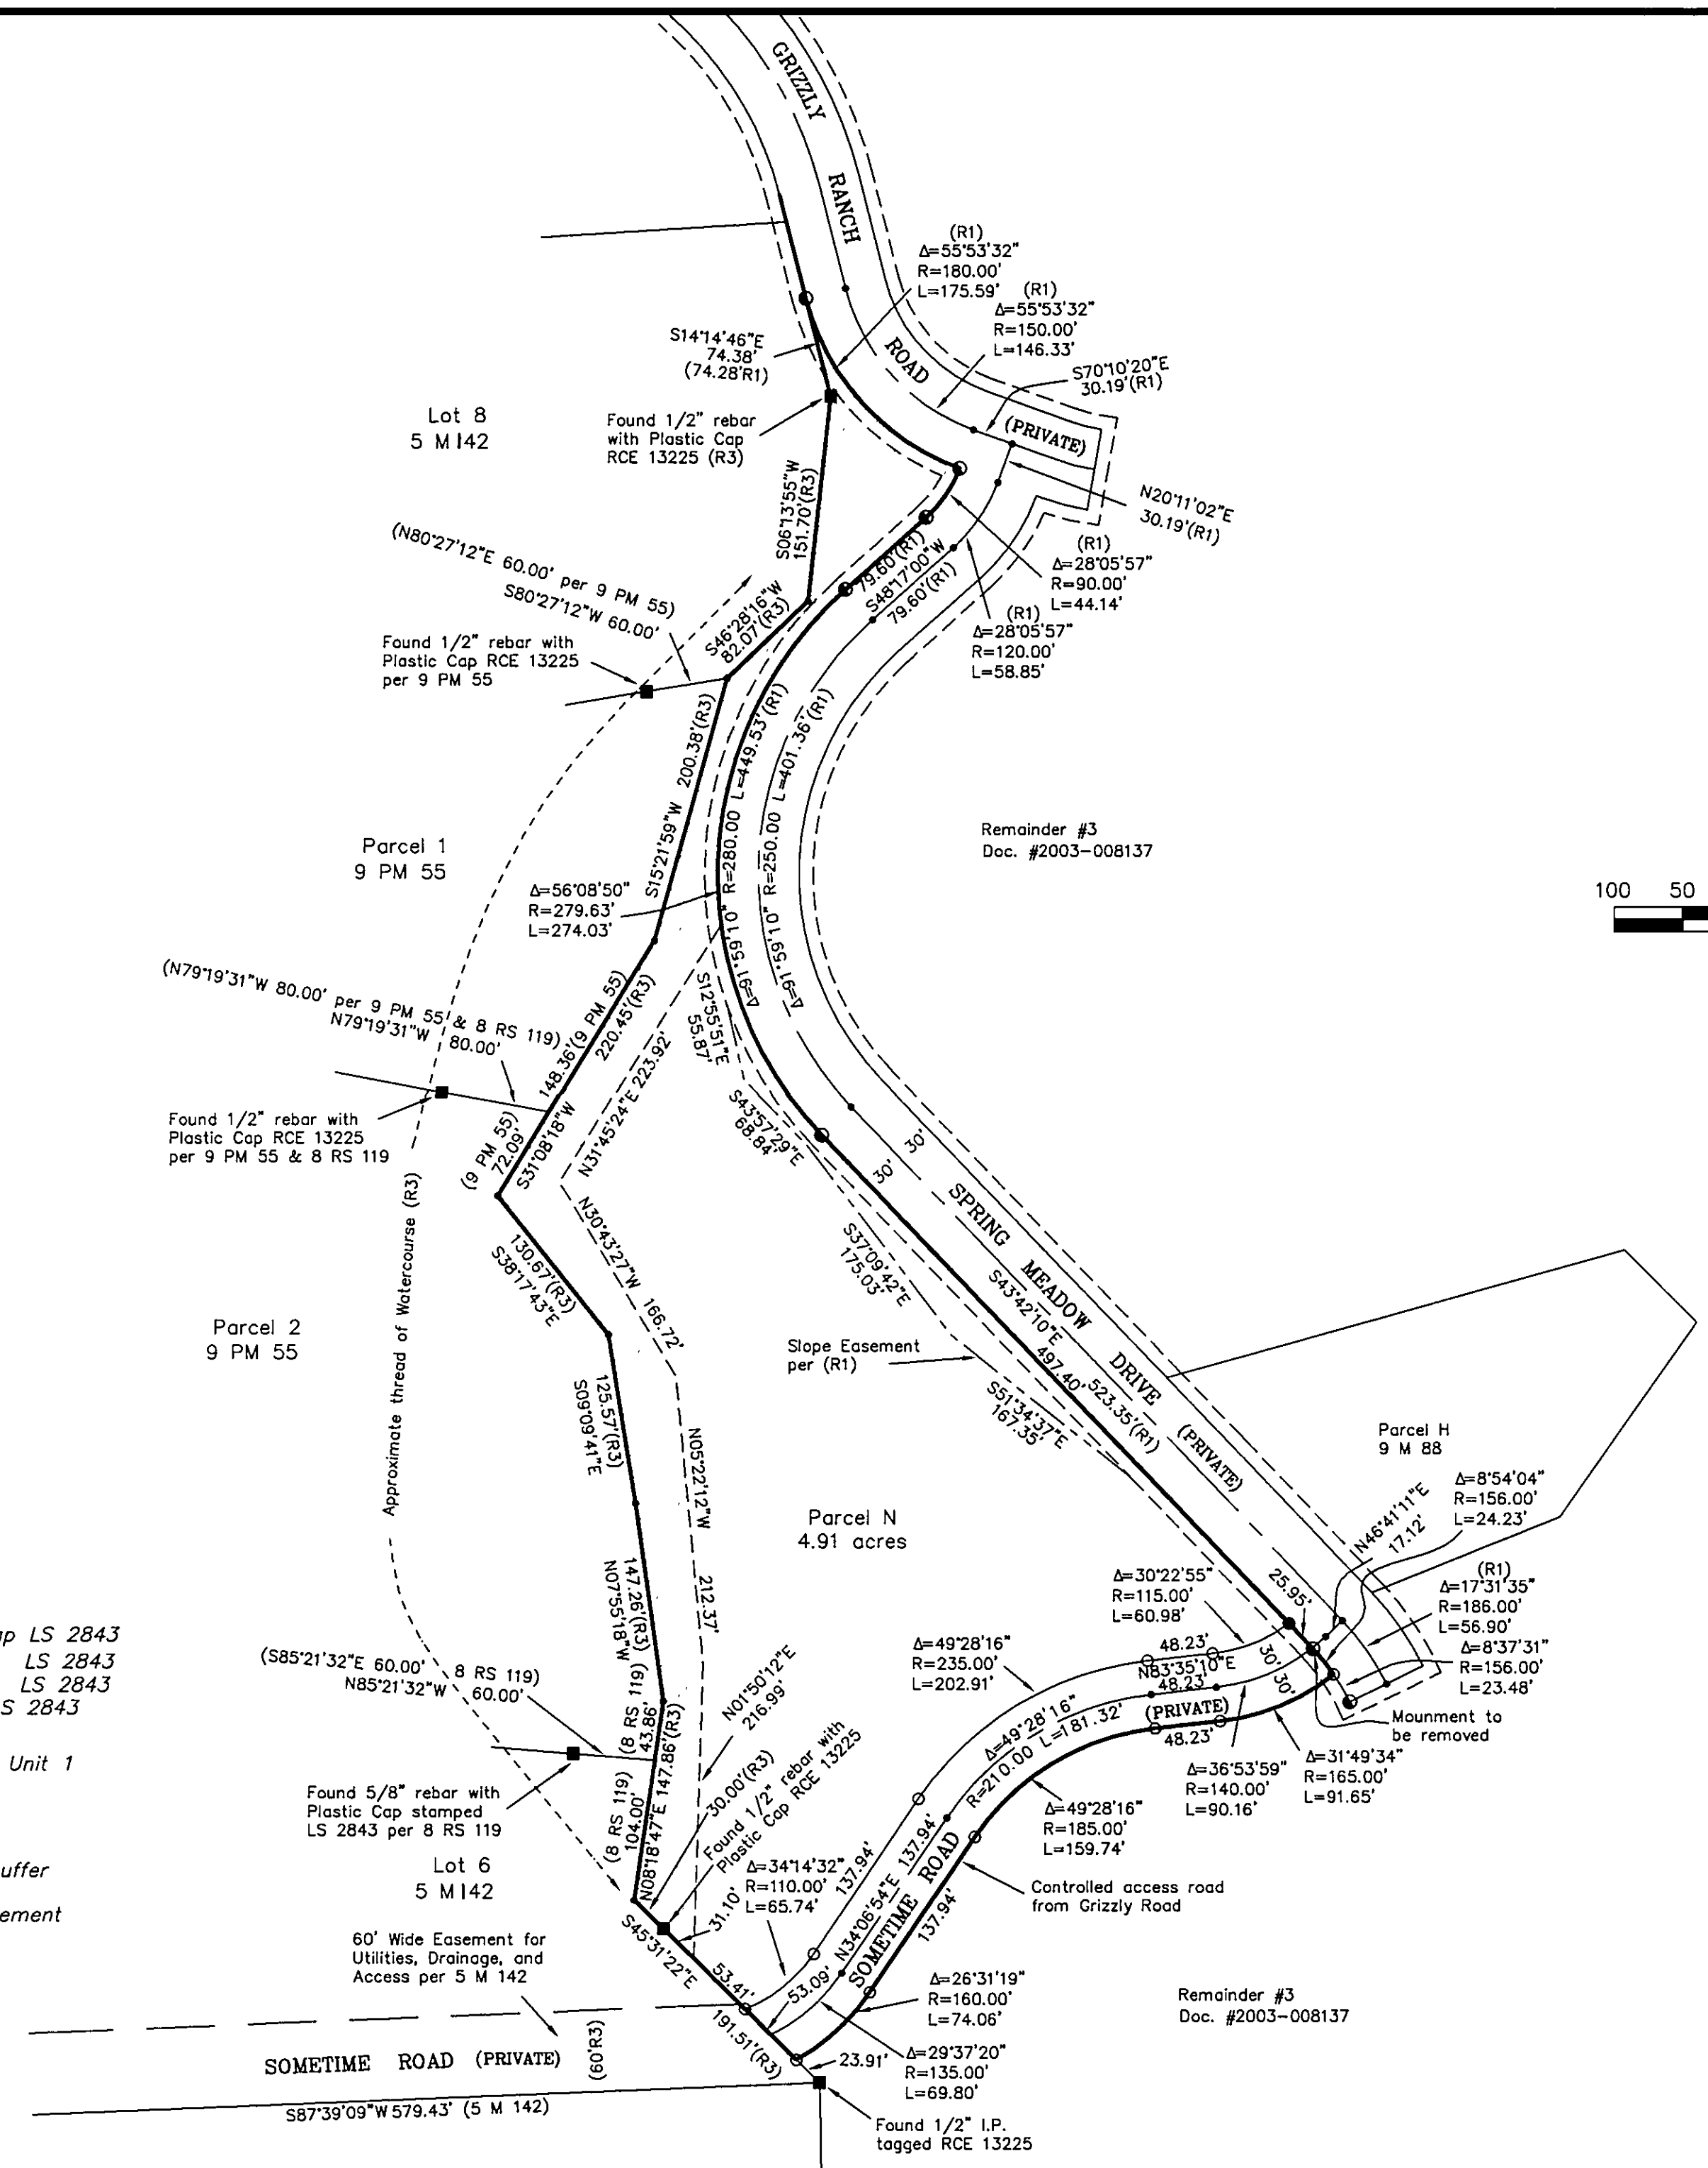 GRIZZLY
RANCH
ROAD
(PRIVATE)
(R1)
Δ=55°53'32"
R=180.00'
L=175.59'
(R1)
Δ=55°53'32"
R=150.00'
L=146.33'
S70°10'20"E
30.19'(R1)
S14°14'46"E
74.38'
(74.28'R1)
Lot 8
5 M142
Found 1/2" rebar
with Plastic Cap
RCE 13225 (R3)
S06°13'55"W
151.70'(R3)
N20°11'02"E
30.19'(R1)
(R1)
Δ=28°05'57"
R=90.00'
L=44.14'
(R1)
Δ=28°05'57"
R=120.00'
L=58.85'
79.60'(R1)
S48°17'00"W
79.60'(R1)
(N80°27'12"E 60.00' per 9 PM 55)
S80°27'12"W 60.00'
S46°28'16"W
82.07'(R3)
Found 1/2" rebar with
Plastic Cap RCE 13225
per 9 PM 55
S15°21'59"W 200.38'(R3)
Δ=91°59'10" R=280.00 L=449.53'(R1)
Δ=91°59'10" R=250.00 L=401.36'(R1)
Remainder #3
Doc. #2003-008137
100 50
Parcel 1
9 PM 55
Δ=56°08'50"
R=279.63'
L=274.03'
(N79°19'31"W 80.00' per 9 PM 55 & 8 RS 119)
N79°19'31"W 80.00'
148.36'(9 PM 55)
220.45'(R3)
(9 PM 55)
72.09'
S31°08'18"W
N31°45'24"E 223.92'
S12°55'51"E
55.87'
S43°57'29"E
68.84'
Found 1/2" rebar with
Plastic Cap RCE 13225
per 9 PM 55 & 8 RS 119
30'
30'
SPRING MEADOW DRIVE (PRIVATE)
S43°42'10"E
497.40'
523.35'(R1)
S37°09'42"E
175.03'
N30°43'27"W 166.72'
130.67'(R3)
S38°17'43"E
Approximate thread of Watercourse (R3)
Parcel 2
9 PM 55
Slope Easement
per (R1)
S51°34'37"E
167.35'
125.57'(R3)
S09°09'41"E
N05°22'12"W 212.37'
Parcel N
4.91 acres
Parcel H
9 M 88
Δ=8°54'04"
R=156.00'
L=24.23'
N46°41'11"E
17.12'
(R1)
Δ=17°31'35"
R=186.00'
L=56.90'
Δ=8°37'31"
R=156.00'
L=23.48'
25.95'
Δ=30°22'55"
R=115.00'
L=60.98'
147.26'(R3)
N07°55'18"W
Δ=49°28'16"
R=235.00'
L=202.91'
48.23'
N83°35'10"E
48.23'
(PRIVATE)
48.23'
30'
30'
Mounment to
be removed
p LS 2843
LS 2843
LS 2843
S 2843
Unit 1
uffer
ement
(S85°21'32"E 60.00' 8 RS 119)
N85°21'32"W 60.00'
(8 RS 119)
43.86'
N01°50'12"E
216.99'
Δ=49°28'16"
R=210.00 L=181.32'
Δ=36°53'59"
R=140.00'
L=90.16'
Δ=31°49'34"
R=165.00'
L=91.65'
Δ=49°28'16"
R=185.00'
L=159.74'
Found 5/8" rebar with
Plastic Cap stamped
LS 2843 per 8 RS 119
(8 RS 119)
104.00'
N08°18'47"E 147.86'(R3)
30.00'(R3)
Found 1/2" rebar with
Plastic Cap RCE 13225
Lot 6
5 M142
Δ=34°14'32"
R=110.00'
L=65.74'
31.10'
137.94'
N34°06'54"E 137.94'
SOMETIME ROAD
137.94'
Controlled access road
from Grizzly Road
S45°31'22"E
53.41'
53.09'
191.51'(R3)
60' Wide Easement for
Utilities, Drainage, and
Access per 5 M 142
Δ=26°31'19"
R=160.00'
L=74.06'
Remainder #3
Doc. #2003-008137
SOMETIME ROAD (PRIVATE)
(60'R3)
23.91'
Δ=29°37'20"
R=135.00'
L=69.80'
S87°39'09"W 579.43' (5 M 142)
Found 1/2" I.P.
tagged RCE 13225